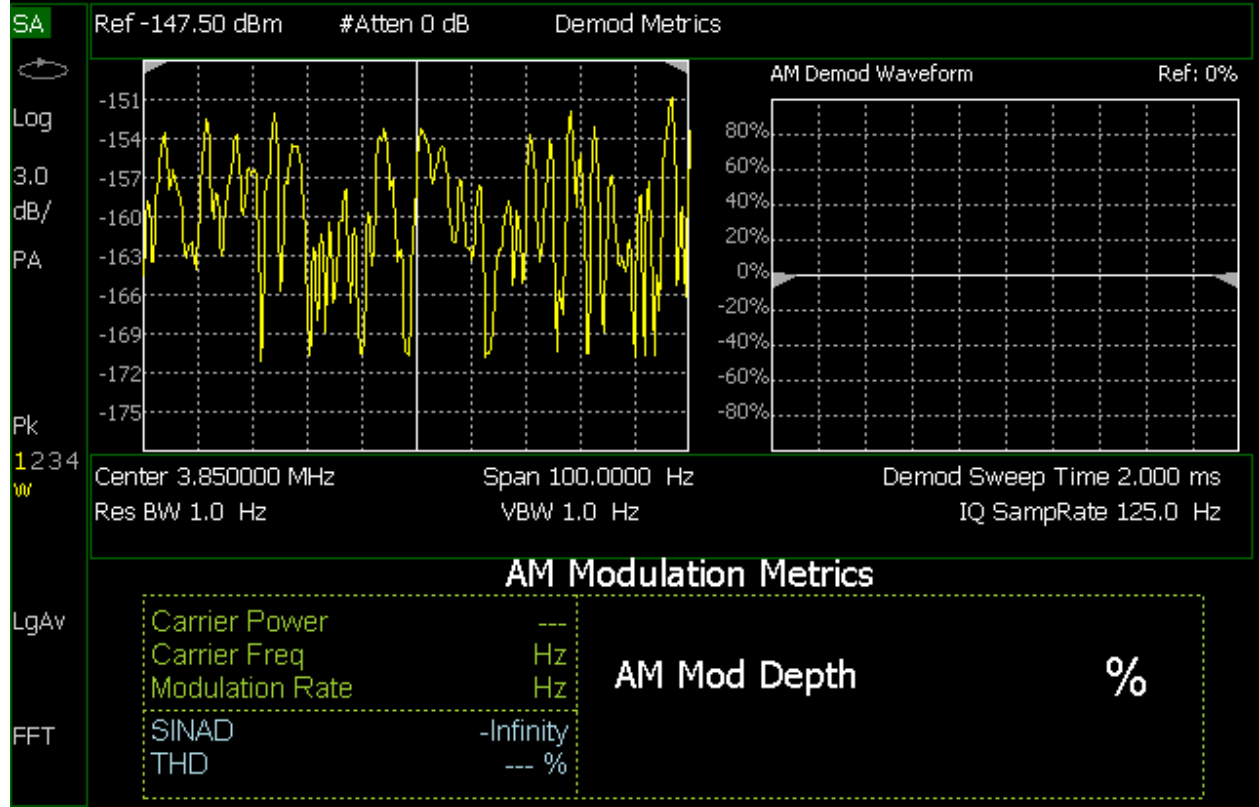 SA
Ref -147.50 dBm #Atten 0 dB Demod Metrics
Log
3.0
dB/
PA
Pk
1234
W
LgAv
FFT
-151
-154
-157
-160
-163
-166
-169
-172
-175
AM Demod Waveform Ref: 0%
80%
60%
40%
20%
0%
-20%
-40%
-60%
-80%
Center 3.850000 MHz Span 100.0000 Hz Demod Sweep Time 2.000 ms
Res BW 1.0 Hz VBW 1.0 Hz IQ SampRate 125.0 Hz
AM Modulation Metrics
Carrier Power ---
Carrier Freq Hz
Modulation Rate Hz
SINAD -Infinity
THD --- %
AM Mod Depth %